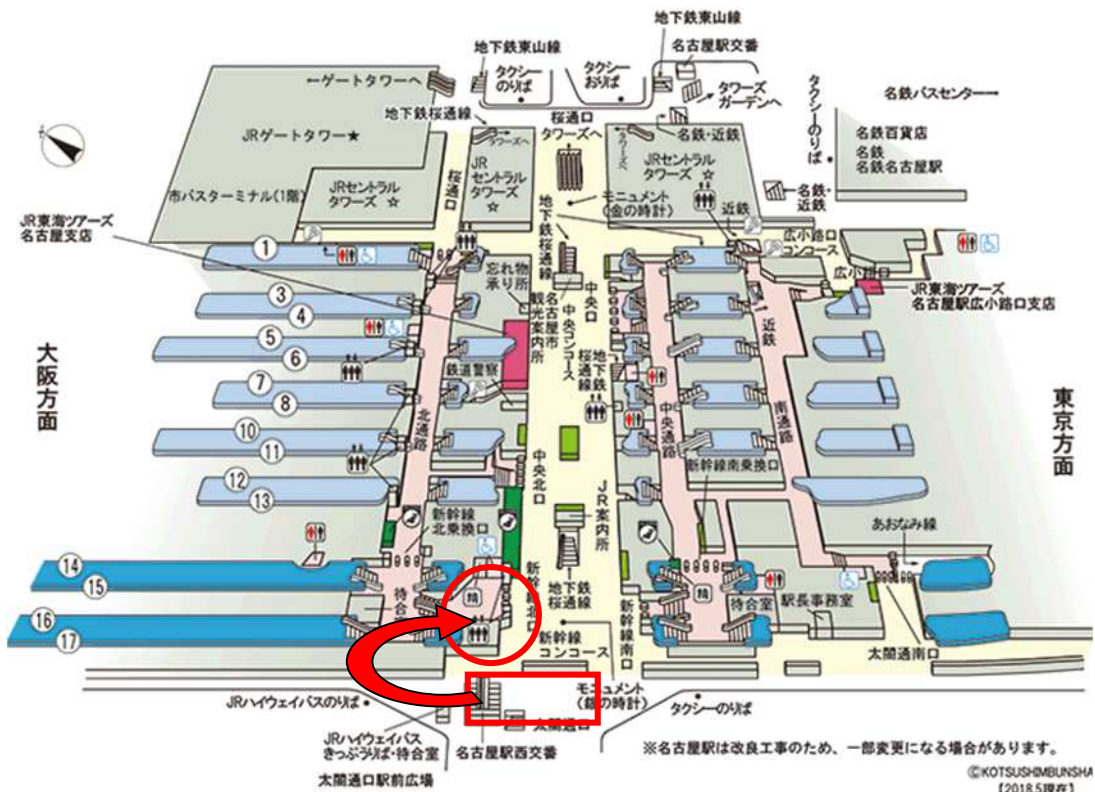 地下鉄東山線
名古屋駅交番
地下鉄東山線
タクシー
のりば
タクシー
おりば
←ゲートタワーへ
タワーズ
ガーデンへ
タクシーのりば
名鉄バスセンター→
地下鉄桜通線
桜通口
タワーズへ
名鉄・近鉄
名鉄百貨店
名鉄
名鉄名古屋駅
JRゲートタワー★
タワーズへ
タワーズへ
JR
セントラル
タワーズ
☆
JRセントラル
タワーズ ☆
桜通口
市バスターミナル(1階)
JRセントラル
タワーズ ☆
モニュメント
(金の時計)
名鉄・
近鉄
地下鉄桜通線
近鉄
広小路口
コンコース
JR東海ツアーズ
名古屋支店
①
忘れ物
承り所
中央口
広小路口
JR東海ツアーズ
名古屋駅広小路口支店
③
④
名古屋市
観光案内所
中央コンコース
近鉄
⑤
⑥
地下鉄
桜通線
鉄道警察
大阪方面
東京方面
⑦
⑧
北通路
中央通路
南通路
⑩
⑪
中央北口
新幹線南乗換口
⑫
⑬
新幹線
北乗換口
JR案内所
あおなみ線
⑭
⑮
精
新幹線北口
地下鉄
桜通線
精
待合室
駅長事務室
⑯
⑰
待合
新幹線
コンコース
新幹線南口
太閤通南口
JRハイウェイバスのりば
モニュメント
(銀の時計)
タクシーのりば
太閤通口
JRハイウェイバス
きっぷうりば・待合室
名古屋駅西交番
太閤通口駅前広場
※名古屋駅は改良工事のため、一部変更になる場合があります。
©KOTSUSHIMBUNSHA
【2018.5現在】